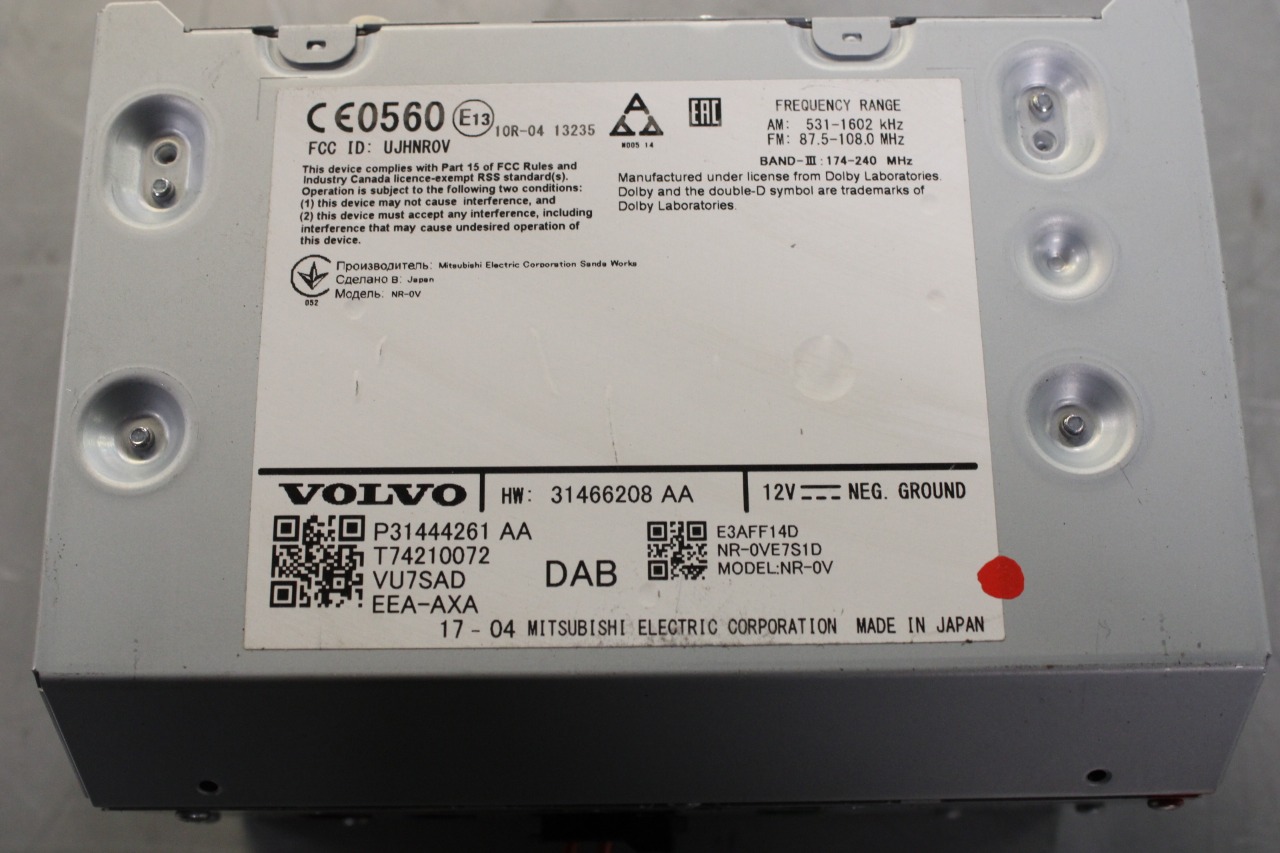 CE0560 E13 10R-04 13235
FCC ID: UJHNR0V
This device complies with Part 15 of FCC Rules and
Industry Canada licence-exempt RSS standard(s).
Operation is subject to the following two conditions:
(1) this device may not cause interference, and
(2) this device must accept any interference, including
interference that may cause undesired operation of
this device.
M005 14
EAC
FREQUENCY RANGE
AM: 531-1602 kHz
FM: 87.5-108.0 MHz
BAND-III: 174-240 MHz
Manufactured under license from Dolby Laboratories.
Dolby and the double-D symbol are trademarks of
Dolby Laboratories.
052
Производитель: Mitsubishi Electric Corporation Sanda Works
Сделано в: Japan
Модель: NR-0V
VOLVO
HW: 31466208 AA
12V NEG. GROUND
P31444261 AA
T74210072
VU7SAD
EEA-AXA
DAB
E3AFF14D
NR-0VE7S1D
MODEL:NR-0V
17-04 MITSUBISHI ELECTRIC CORPORATION MADE IN JAPAN